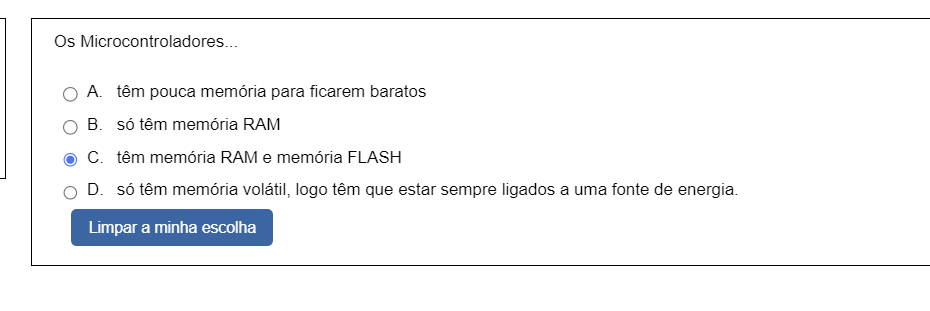 Os Microcontroladores...
A. têm pouca memória para ficarem baratos
B. só têm memória RAM
C. têm memória RAM e memória FLASH
D. só têm memória volátil, logo têm que estar sempre ligados a uma fonte de energia.
Limpar a minha escolha